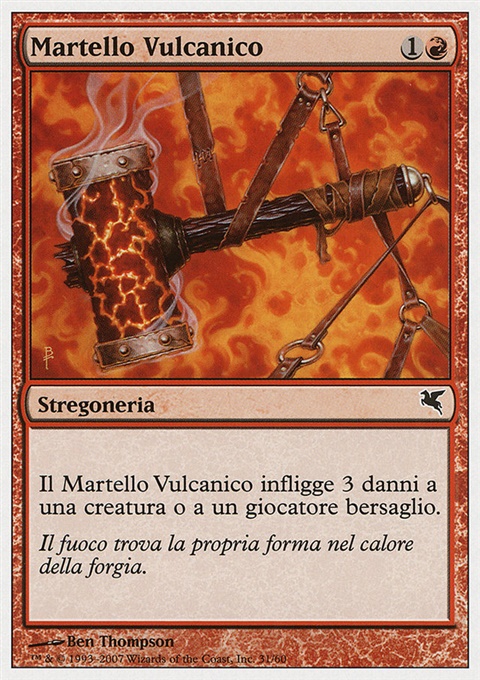 Martello Vulcanico 1
Stregoneria
Il Martello Vulcanico infligge 3 danni a
una creatura o a un giocatore bersaglio.
Il fuoco trova la propria forma nel calore
della forgia.
Ben Thompson
™ & © 1993–2007 Wizards of the Coast, Inc. 31/60